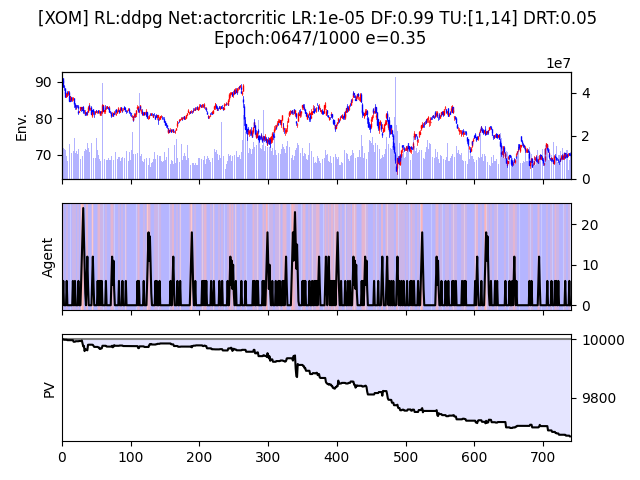 [XOM] RL:ddpg Net:actorcritic LR:1e-05 DF:0.99 TU:[1,14] DRT:0.05
Epoch:0647/1000 e=0.35
1e7
90
80
70
Env.
4
2
0
Agent
20
10
0
PV
10000
9800
0 100 200 300 400 500 600 700